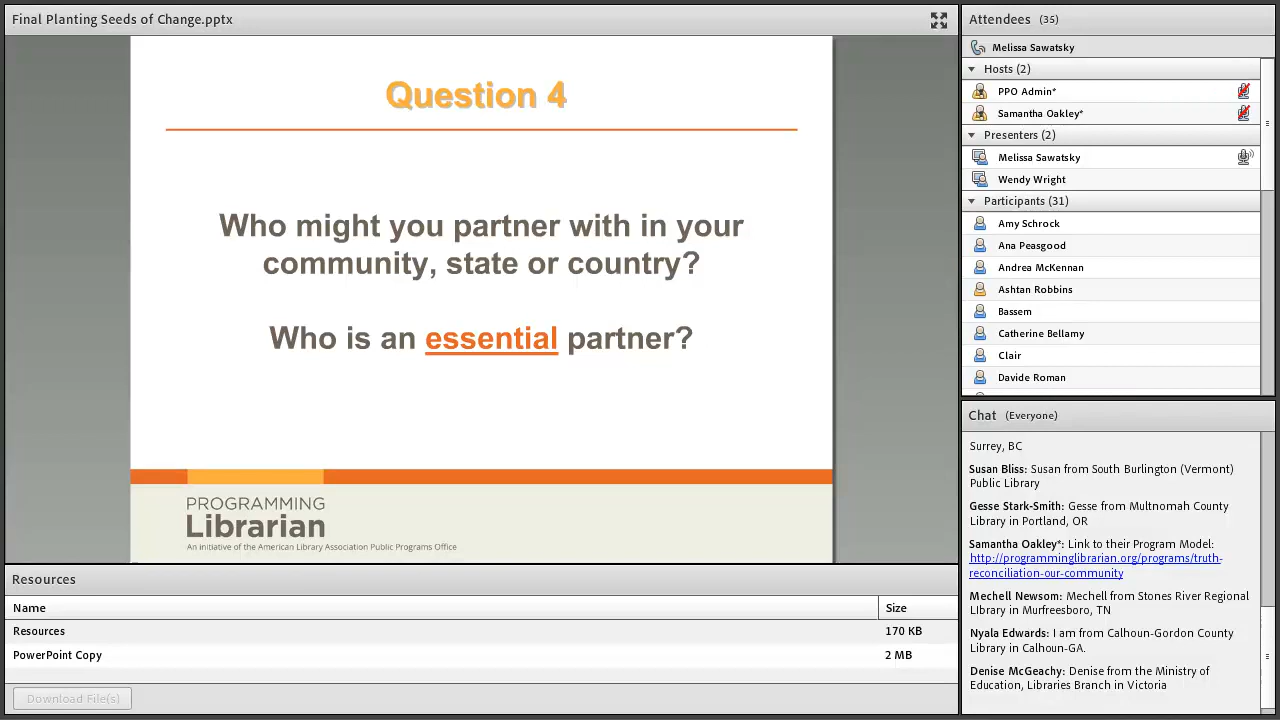 Final Planting Seeds of Change.pptx
Question 4
Who might you partner with in your
community, state or country?
Who is an essential partner?
PROGRAMMING
Librarian
An initiative of the American Library Association Public Programs Office
Resources
Name Size
Resources 170 KB
PowerPoint Copy 2 MB
Download File(s)
Attendees (35)
Melissa Sawatsky
Hosts (2)
PPO Admin*
Samantha Oakley*
Presenters (2)
Melissa Sawatsky
Wendy Wright
Participants (31)
Amy Schrock
Ana Peasgood
Andrea McKennan
Ashtan Robbins
Bassem
Catherine Bellamy
Clair
Davide Roman
Chat (Everyone)
Surrey, BC
Susan Bliss: Susan from South Burlington (Vermont)
Public Library
Gesse Stark-Smith: Gesse from Multnomah County
Library in Portland, OR
Samantha Oakley*: Link to their Program Model:
http://programminglibrarian.org/programs/truth-
reconciliation-our-community
Mechell Newsom: Mechell from Stones River Regional
LIbrary in Murfreesboro, TN
Nyala Edwards: I am from Calhoun-Gordon County
Library in Calhoun-GA.
Denise McGeachy: Denise from the Ministry of
Education, Libraries Branch in Victoria